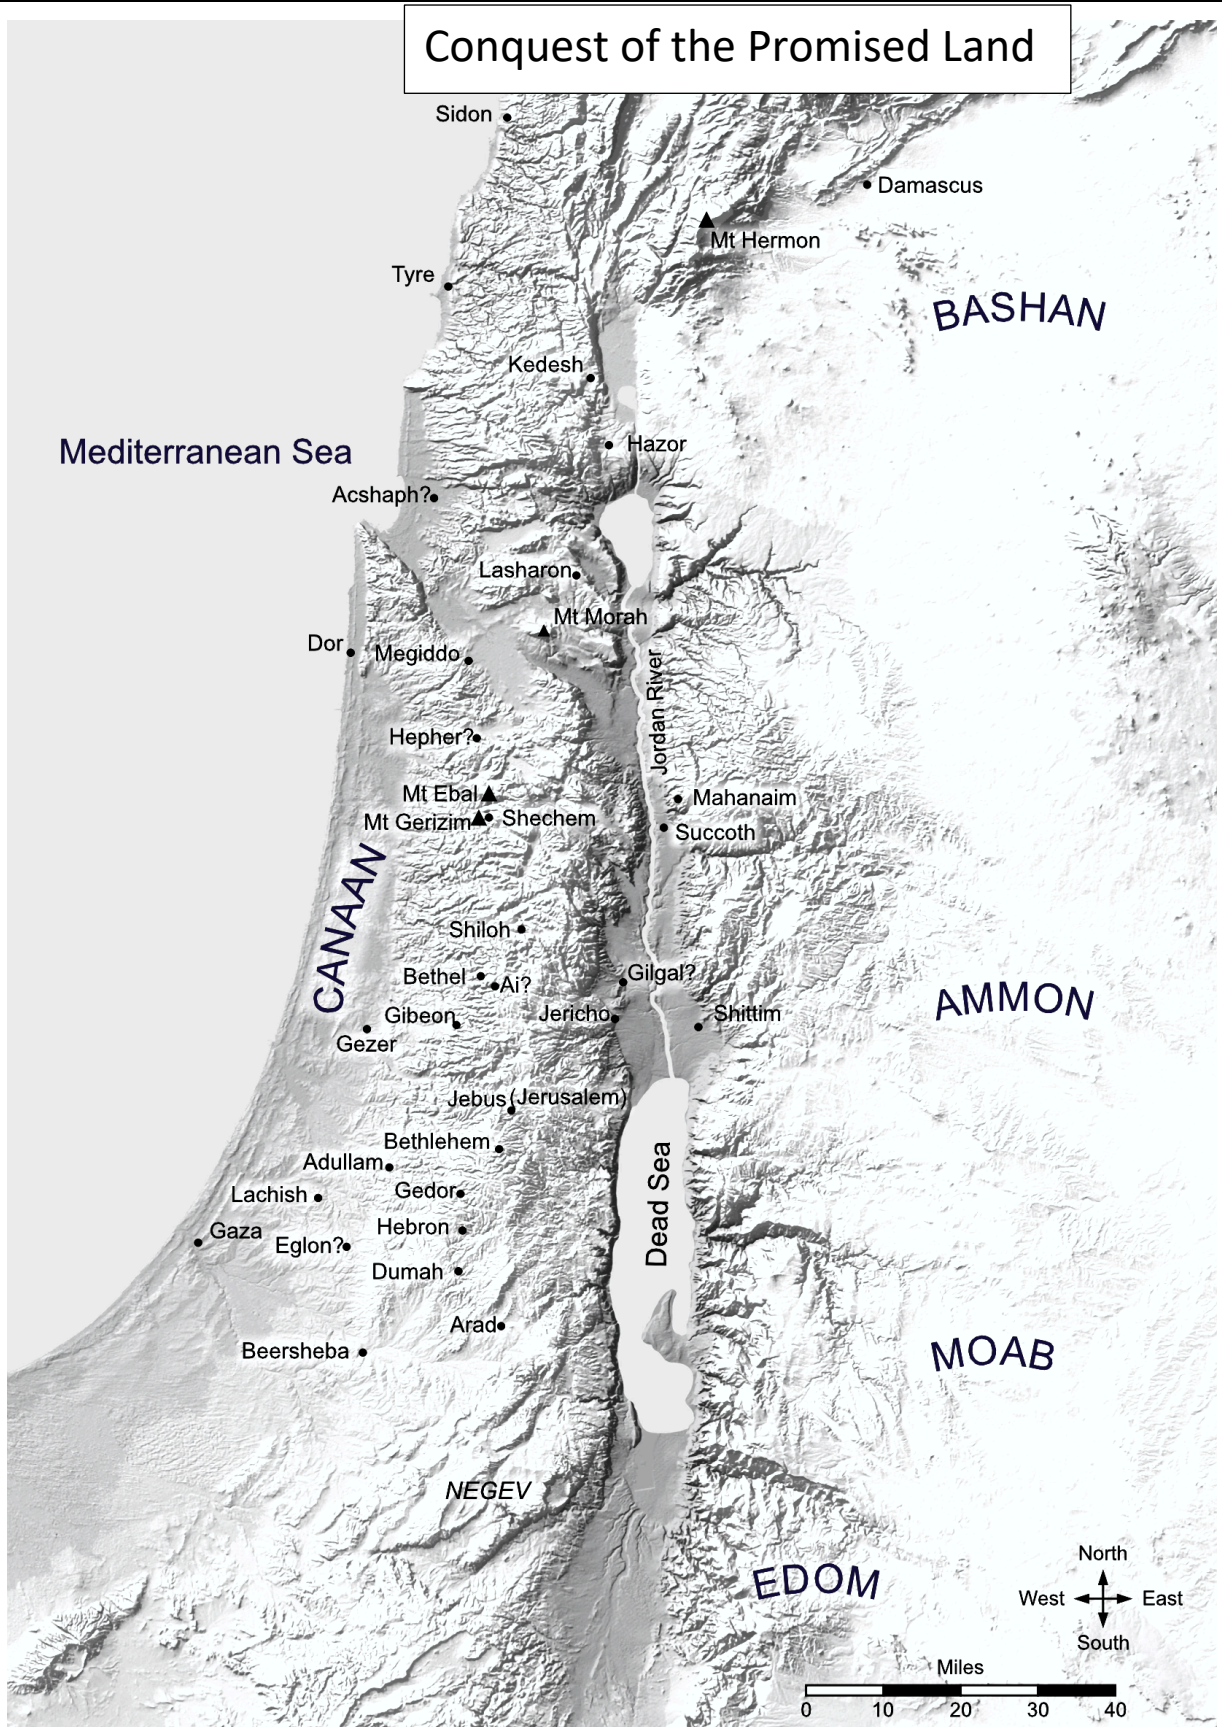 Conquest of the Promised Land
Sidon
Damascus
Mt Hermon
Tyre
BASHAN
Kedesh
Mediterranean Sea
Hazor
Acshaph?
Lasharon
Mt Morah
Dor
Megiddo
Jordan River
Hepher?
Mt Ebal
Mahanaim
Mt Gerizim
Shechem
Succoth
CANAAN
Shiloh
Bethel
Ai?
Gilgal?
AMMON
Gibeon
Jericho
Shittim
Gezer
Jebus (Jerusalem)
Bethlehem
Adullam
Dead Sea
Lachish
Gedor
Gaza
Hebron
Eglon?
Dumah
Arad
Beersheba
MOAB
NEGEV
EDOM
North
West
East
South
Miles
0 10 20 30 40